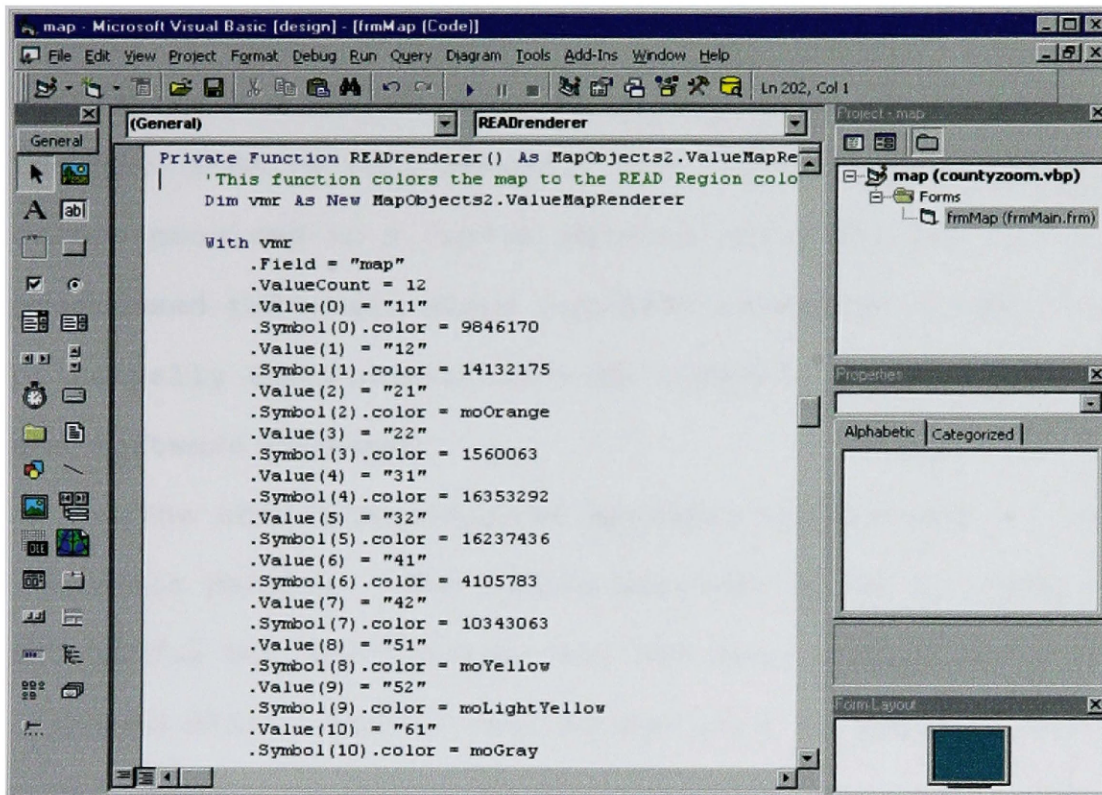 map - Microsoft Visual Basic [design] - [frmMap (Code)]
File Edit View Project Format Debug Run Query Diagram Tools Add-Ins Window Help
Ln 202, Col 1
General
(General) READrenderer
Private Function READrenderer() As MapObjects2.ValueMapRe
'This function colors the map to the READ Region colo
Dim vmr As New MapObjects2.ValueMapRenderer
With vmr
.Field = "map"
.ValueCount = 12
.Value(0) = "11"
.Symbol(0).color = 9846170
.Value(1) = "12"
.Symbol(1).color = 14132175
.Value(2) = "21"
.Symbol(2).color = moOrange
.Value(3) = "22"
.Symbol(3).color = 1560063
.Value(4) = "31"
.Symbol(4).color = 16353292
.Value(5) = "32"
.Symbol(5).color = 16237436
.Value(6) = "41"
.Symbol(6).color = 4105783
.Value(7) = "42"
.Symbol(7).color = 10343063
.Value(8) = "51"
.Symbol(8).color = moYellow
.Value(9) = "52"
.Symbol(9).color = moLightYellow
.Value(10) = "61"
.Symbol(10).color = moGray
A
ab
OLE
Project - map
map (countyzoom.vbp)
Forms
frmMap (frmMain.frm)
Properties
Alphabetic Categorized
Form Layout